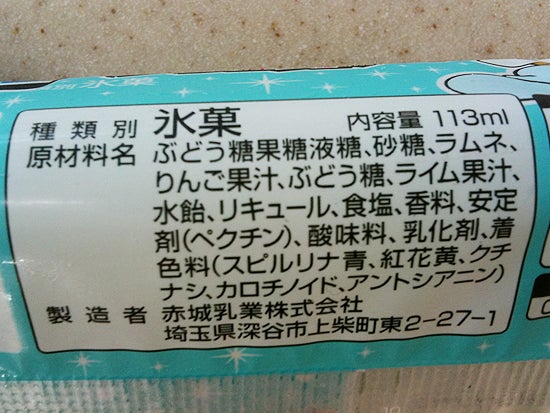 別 氷菓
種類別 氷菓 内容量 113ml
原材料名 ぶどう糖果糖液糖、砂糖、ラムネ、
りんご果汁、ぶどう糖、ライム果汁、
水飴、リキュール、食塩、香料、安定
剤(ペクチン)、酸味料、乳化剤、着
色料(スピルリナ青、紅花黄、クチ
ナシ、カロチノイド、アントシアニン)
製造者 赤城乳業株式会社
埼玉県深谷市上柴町東2-27-1